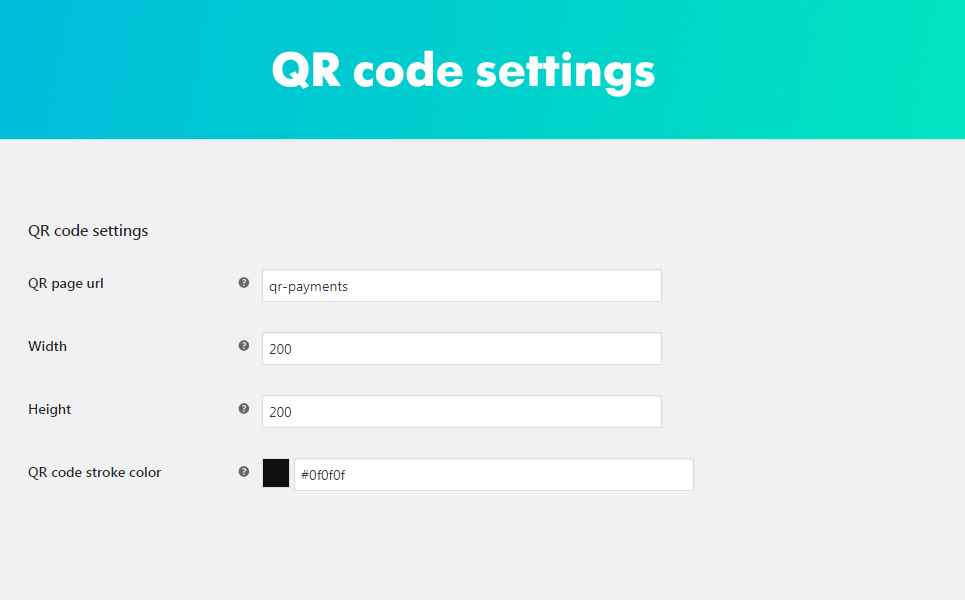 QR code settings
QR code settings
QR page url
qr-payments
Width
200
Height
200
QR code stroke color
#0f0f0f